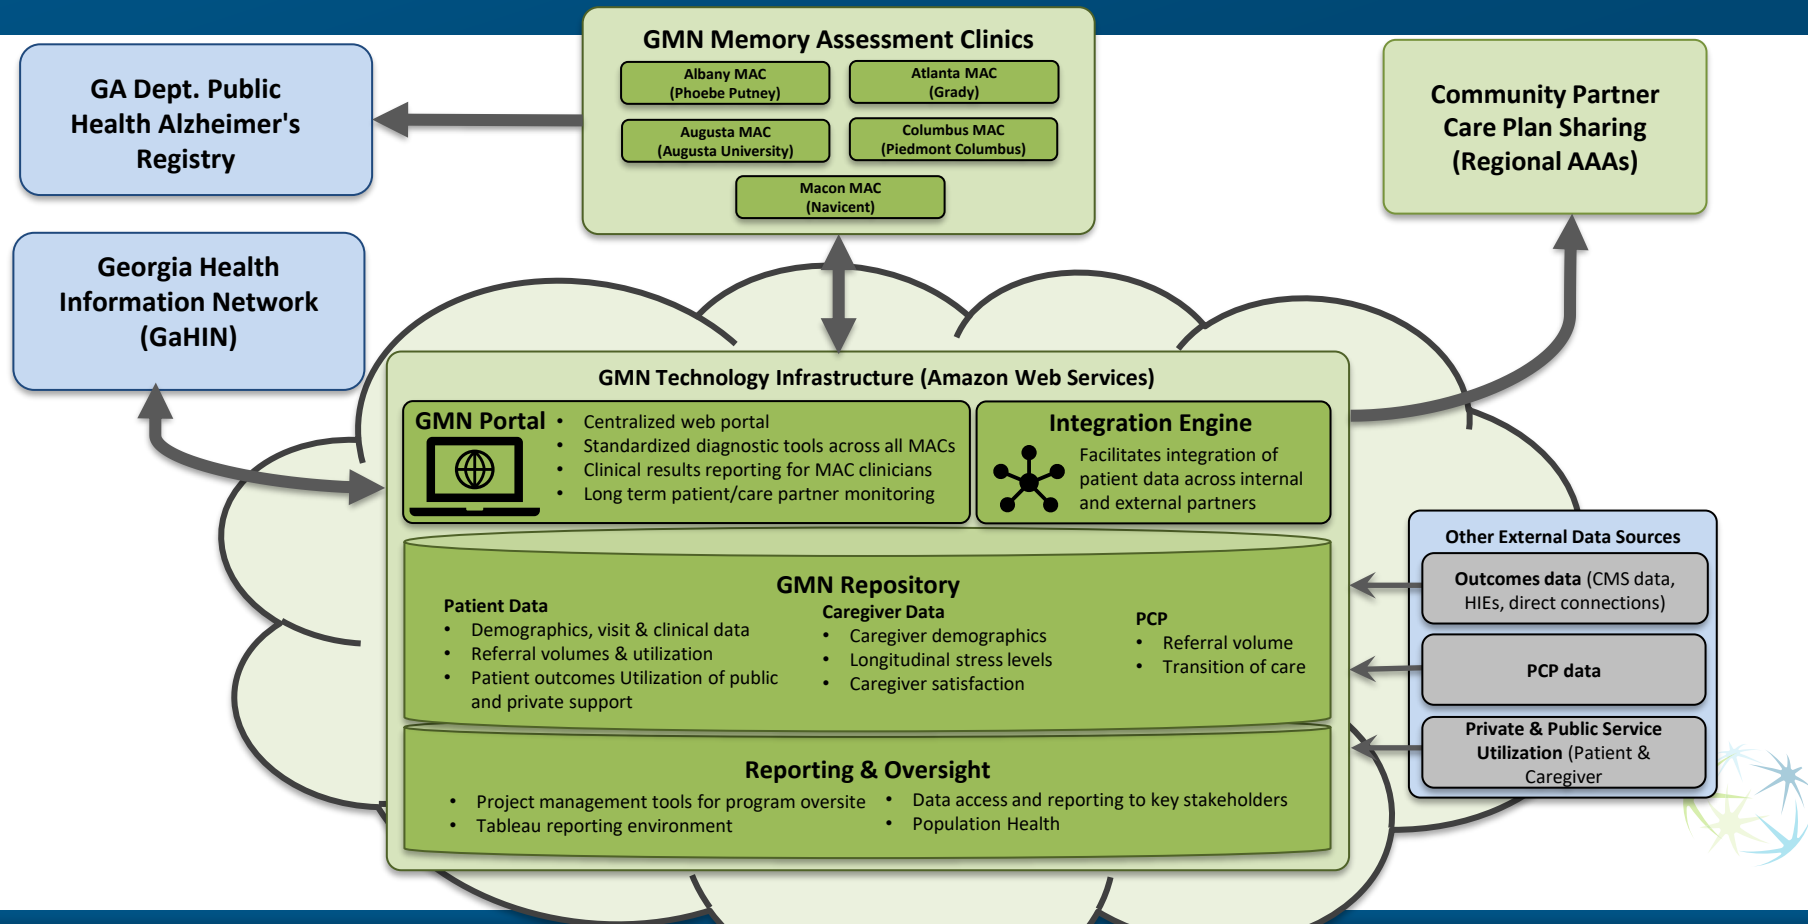 GMN Memory Assessment Clinics
Albany MAC
(Phoebe Putney)
Atlanta MAC
(Grady)
Augusta MAC
(Augusta University)
Columbus MAC
(Piedmont Columbus)
Macon MAC
(Navicent)
GA Dept. Public
Health Alzheimer's
Registry
Community Partner
Care Plan Sharing
(Regional AAAs)
Georgia Health
Information Network
(GaHIN)
GMN Technology Infrastructure (Amazon Web Services)
GMN Portal
• Centralized web portal
• Standardized diagnostic tools across all MACs
• Clinical results reporting for MAC clinicians
• Long term patient/care partner monitoring
Integration Engine
Facilitates integration of
patient data across internal
and external partners
GMN Repository
Patient Data
• Demographics, visit & clinical data
• Referral volumes & utilization
• Patient outcomes Utilization of public
and private support
Caregiver Data
• Caregiver demographics
• Longitudinal stress levels
• Caregiver satisfaction
PCP
• Referral volume
• Transition of care
Reporting & Oversight
• Project management tools for program oversite
• Tableau reporting environment
• Data access and reporting to key stakeholders
• Population Health
Other External Data Sources
Outcomes data (CMS data,
HIEs, direct connections)
PCP data
Private & Public Service
Utilization (Patient &
Caregiver